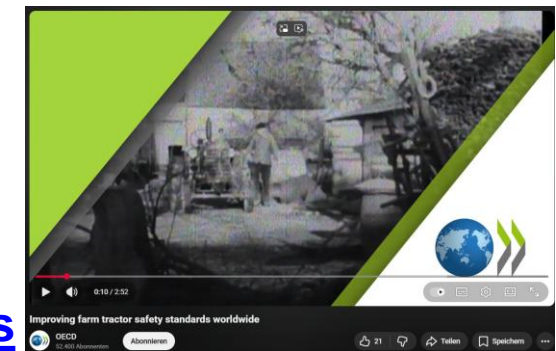 0:10 / 2:52
Improving farm tractor safety standards worldwide
OECD
52.400 Abonnenten
Abonnieren
21
Teilen
Speichern
s